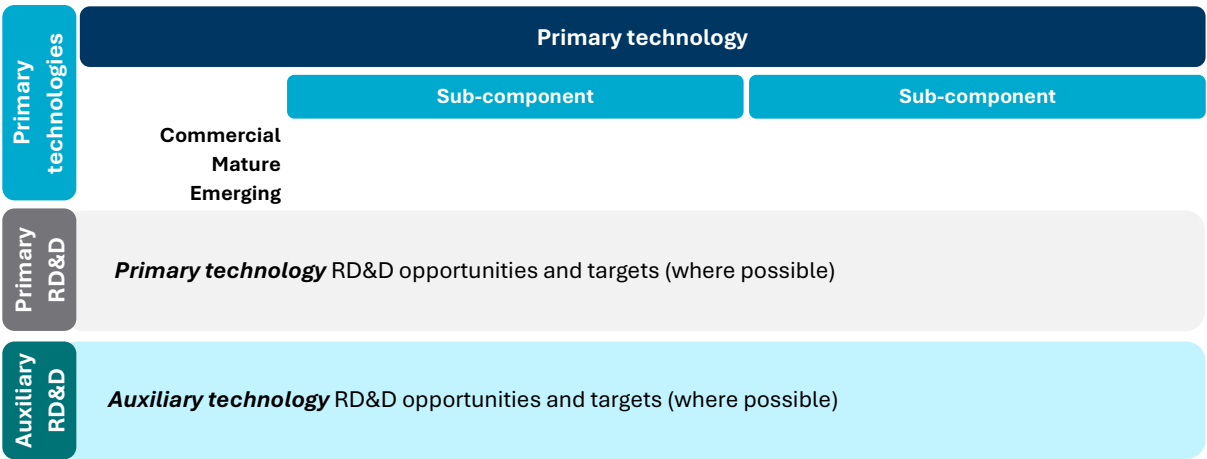 Primary
technologies
Primary technology
Sub-component
Sub-component
Commercial
Mature
Emerging
Primary
RD&D
Primary technology RD&D opportunities and targets (where possible)
Auxiliary
RD&D
Auxiliary technology RD&D opportunities and targets (where possible)